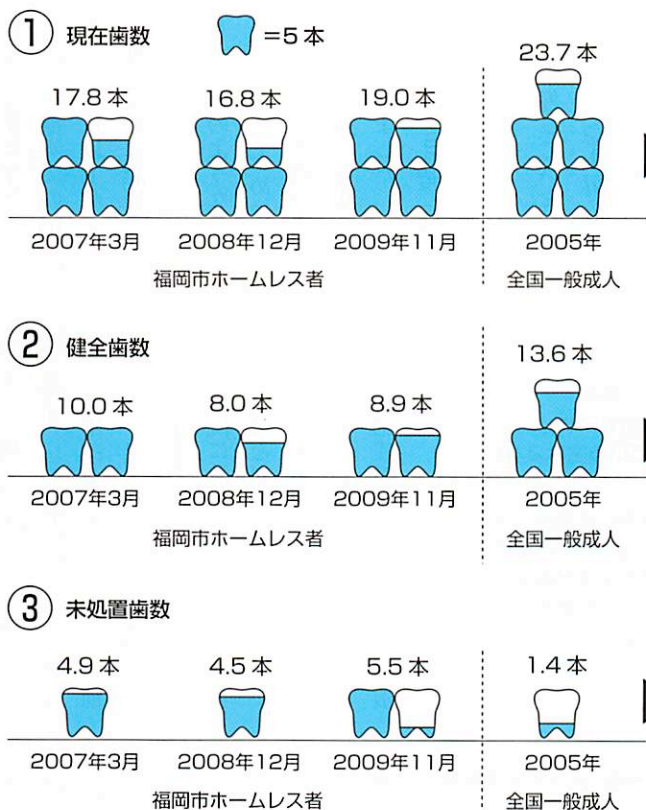 ① 現在歯数 =5本
17.8本 16.8本 19.0本 23.7本
2007年3月 2008年12月 2009年11月 2005年
福岡市ホームレス者 全国一般成人
② 健全歯数
10.0本 8.0本 8.9本 13.6本
2007年3月 2008年12月 2009年11月 2005年
福岡市ホームレス者 全国一般成人
③ 未処置歯数
4.9本 4.5本 5.5本 1.4本
2007年3月 2008年12月 2009年11月 2005年
福岡市ホームレス者 全国一般成人